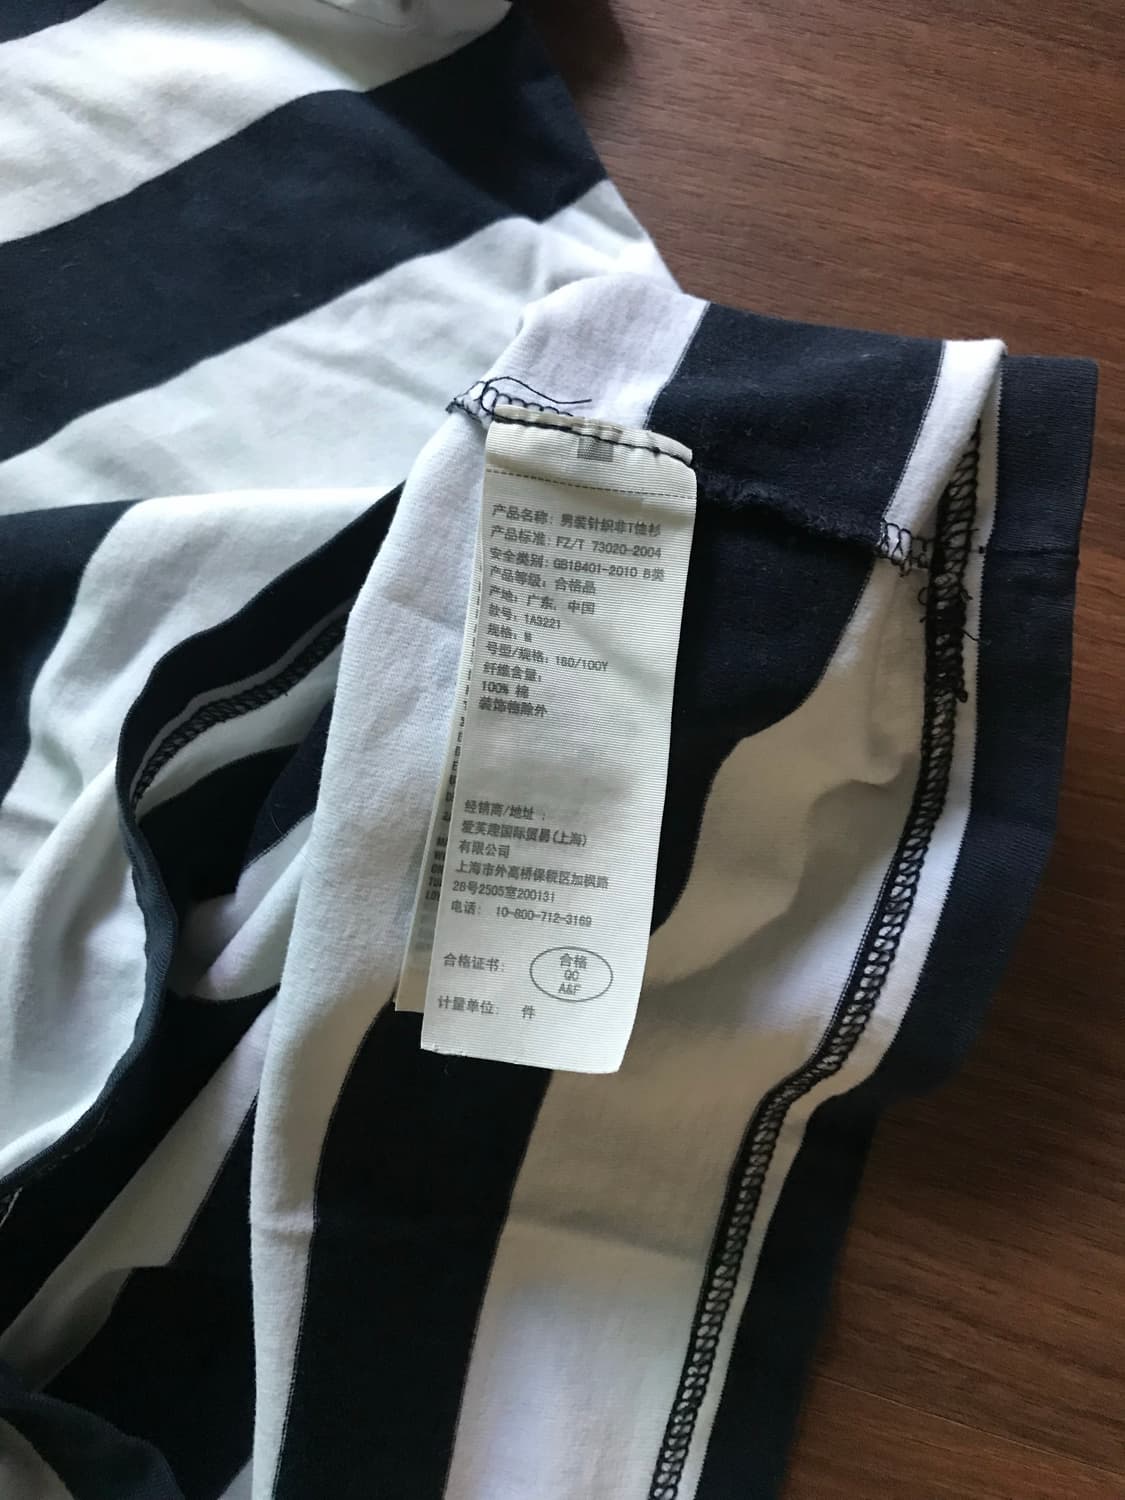 产品名称: 男装针织非T恤衫
产品标准: FZ/T 73020-2004
安全类别: GB18401-2010 B类
产品等级: 合格品
产地: 广东, 中国
款号: 1A3221
规格: M
号型/规格: 180/100Y
纤维含量:
100% 棉
装饰物除外
经销商/地址 :
爱芙趣国际贸易(上海)
有限公司
上海市外高桥保税区加枫路
28号2505室200131
电话: 10-800-712-3169
合格证书:
合格
QC
A&F
计量单位: 件